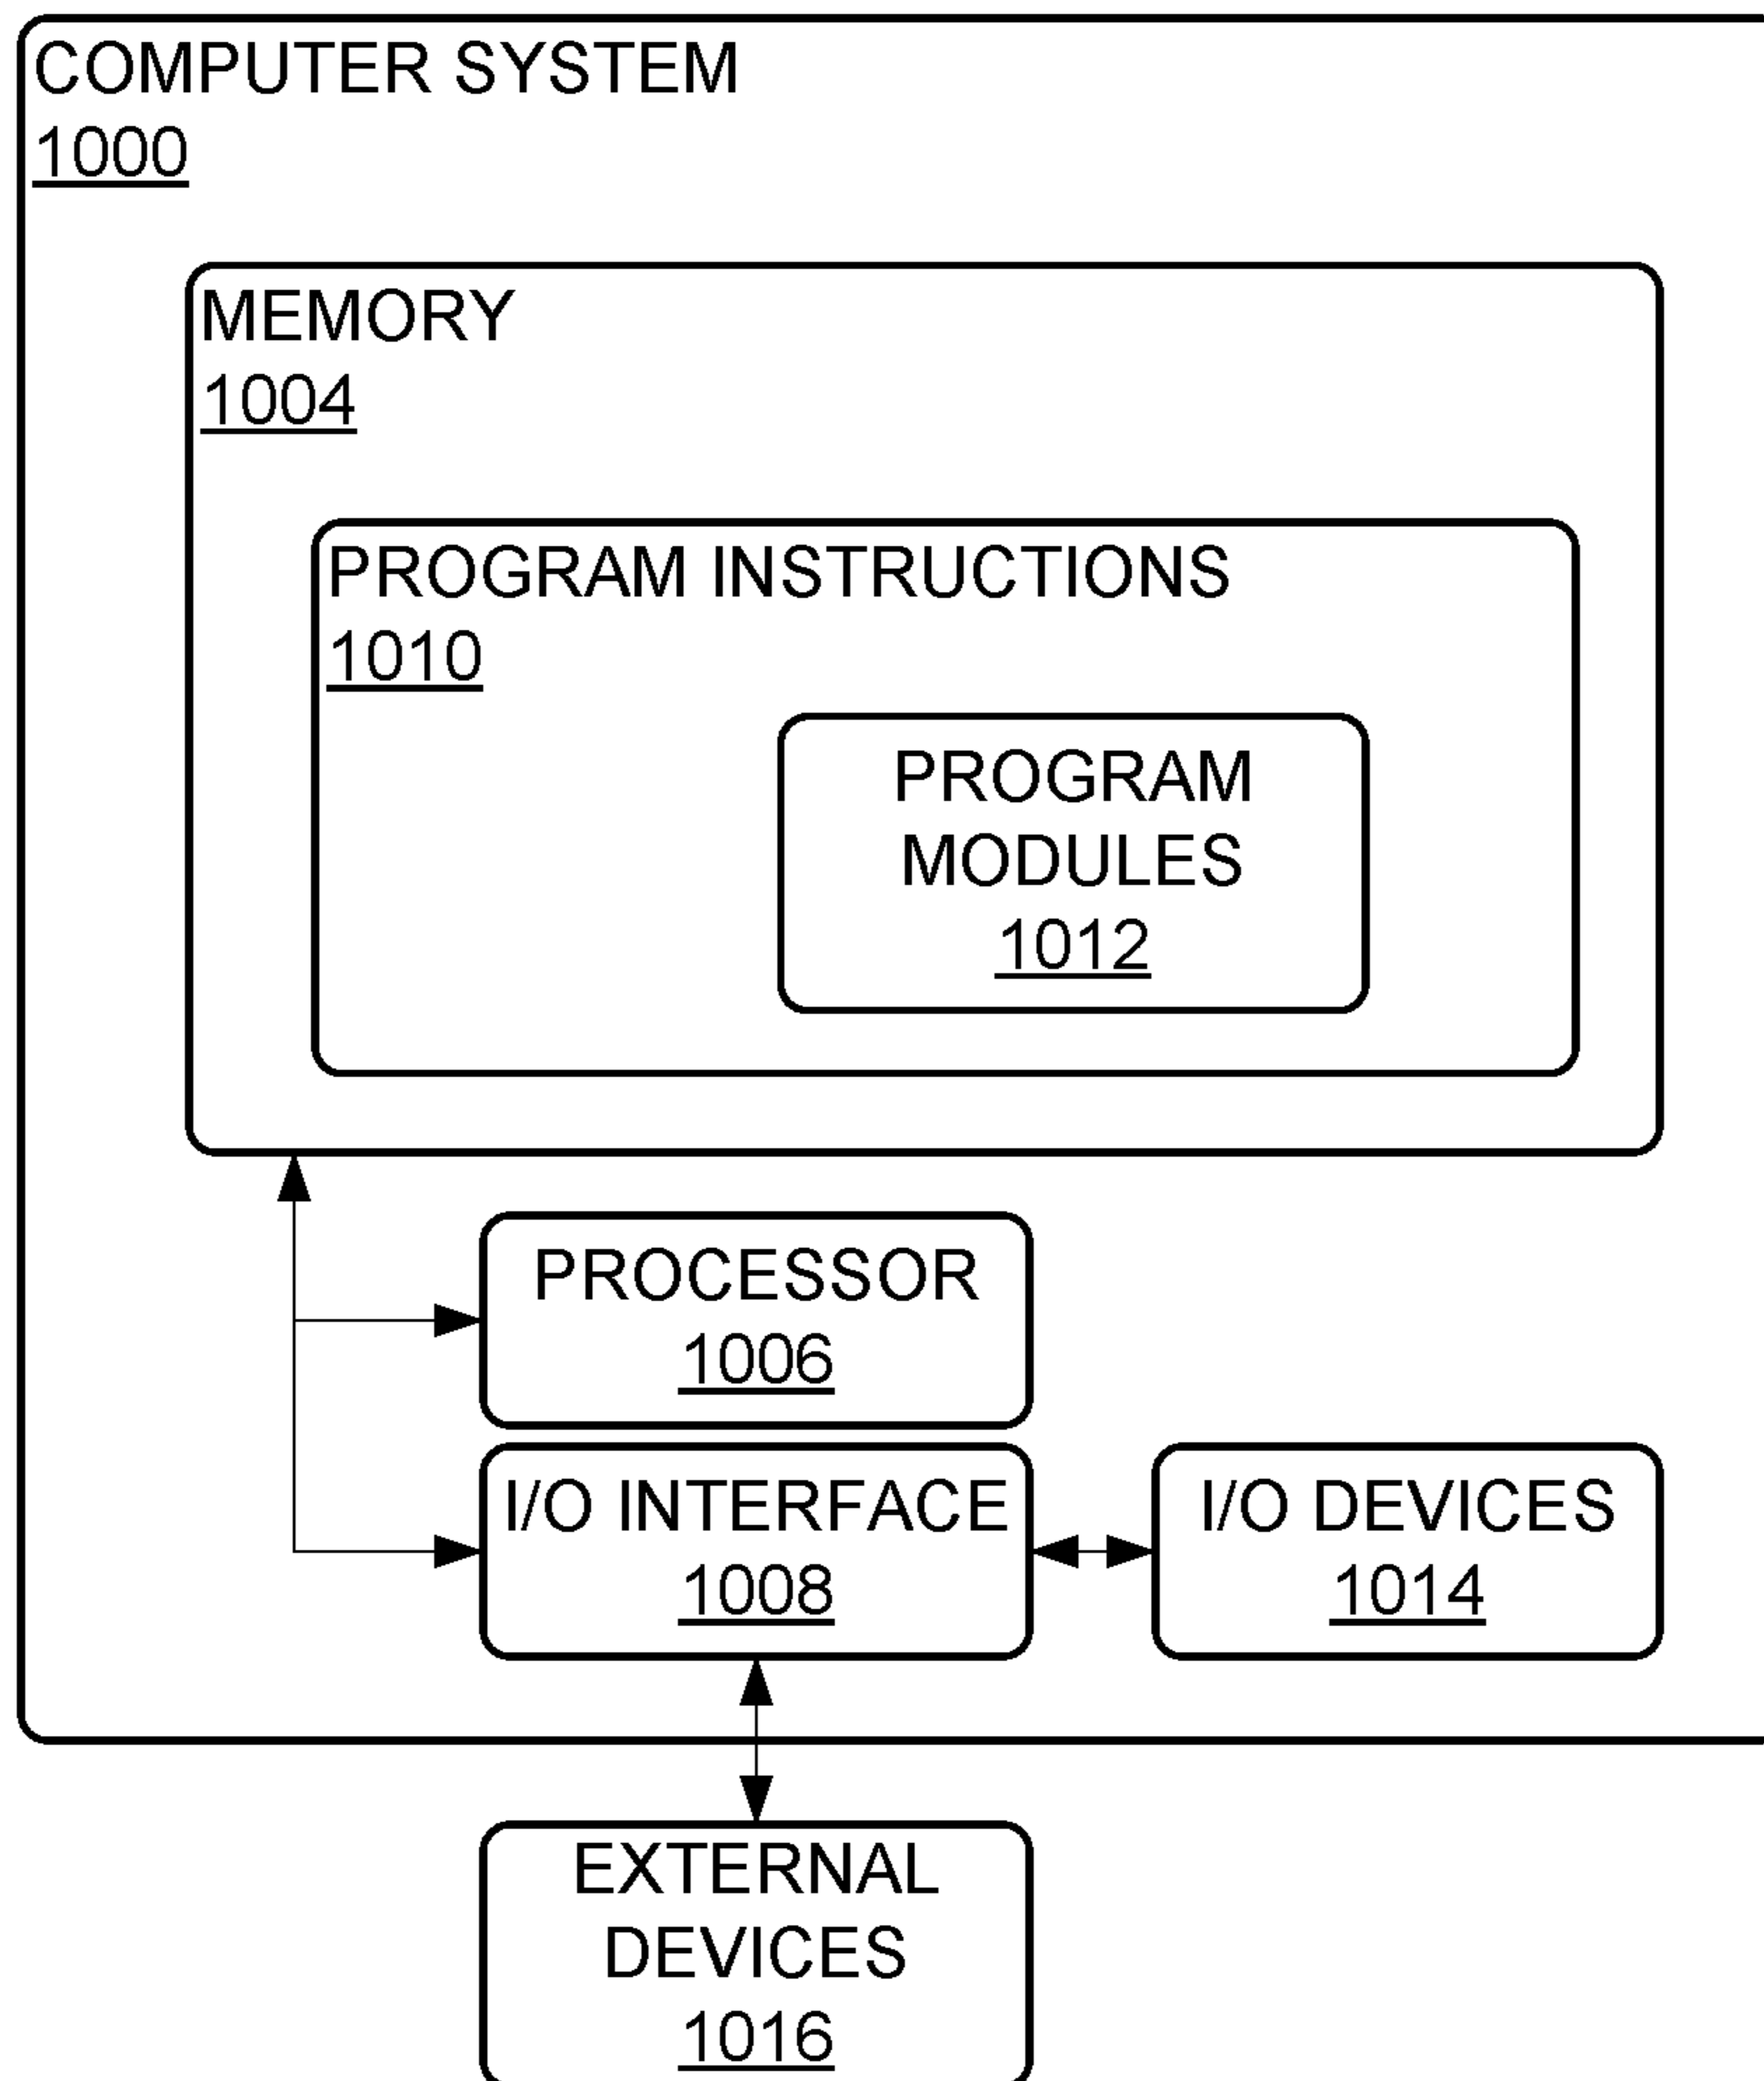 COMPUTER SYSTEM
1000
MEMORY
1004
PROGRAM INSTRUCTIONS
1010
PROGRAM
MODULES
1012
PROCESSOR
1006
I/O INTERFACE
1008
I/O DEVICES
1014
EXTERNAL
DEVICES
1016